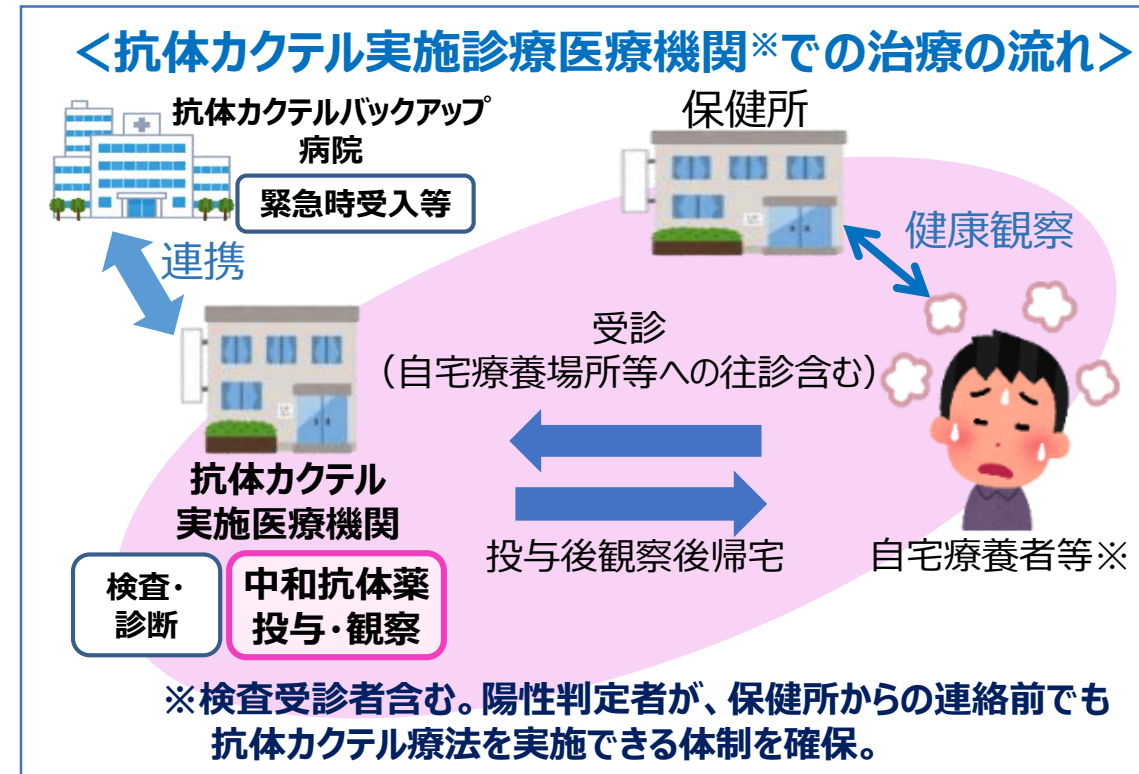 ＜抗体カクテル実施診療医療機関※での治療の流れ＞
抗体カクテルバックアップ
病院
緊急時受入等
保健所
連携
健康観察
受診
（自宅療養場所等への往診含む）
抗体カクテル
実施医療機関
投与後観察後帰宅
自宅療養者等※
検査・
診断
中和抗体薬
投与・観察
※検査受診者含む。陽性判定者が、保健所からの連絡前でも
抗体カクテル療法を実施できる体制を確保。